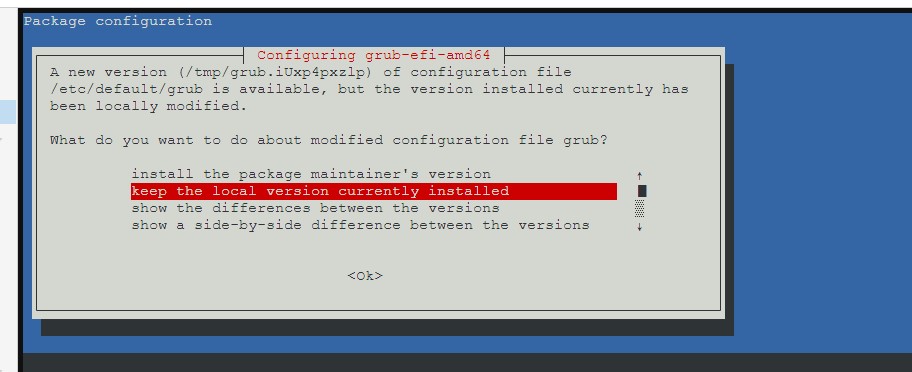 Package configuration
Configuring grub-efi-amd64
A new version (/tmp/grub.iUxp4pxzlp) of configuration file
/etc/default/grub is available, but the version installed currently has
been locally modified.
What do you want to do about modified configuration file grub?
install the package maintainer's version
keep the local version currently installed
show the differences between the versions
show a side-by-side difference between the versions
<Ok>